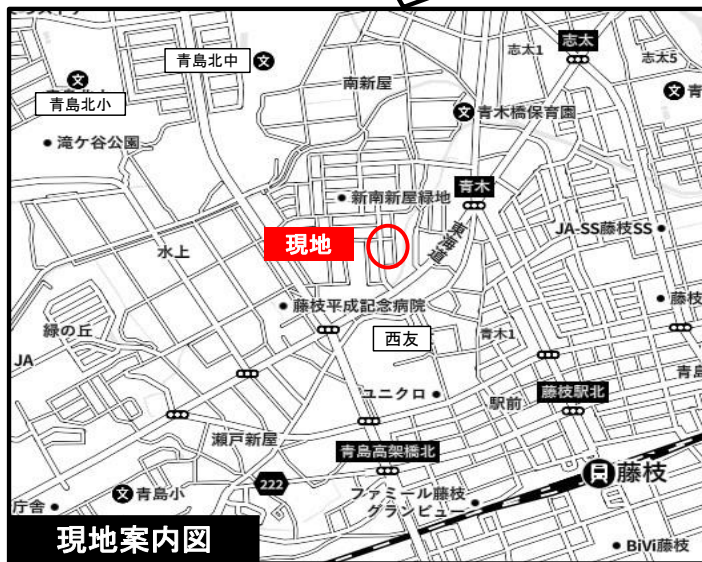 志太
志太1
志太5
青島北中
南新屋
青島北小
青木橋保育園
滝ケ谷公園
青木
新南新屋緑地
東海道
JA-SS藤枝SS
現地
水上
藤枝平成記念病院
藤枝
緑の丘
西友
青木1
JA
ユニクロ
駅前
藤枝駅北
青島
瀬戸新屋
青島高架橋北
222
藤枝
文青島小
ファミール藤枝
グランビュー
庁舎
現地案内図
BiVi藤枝